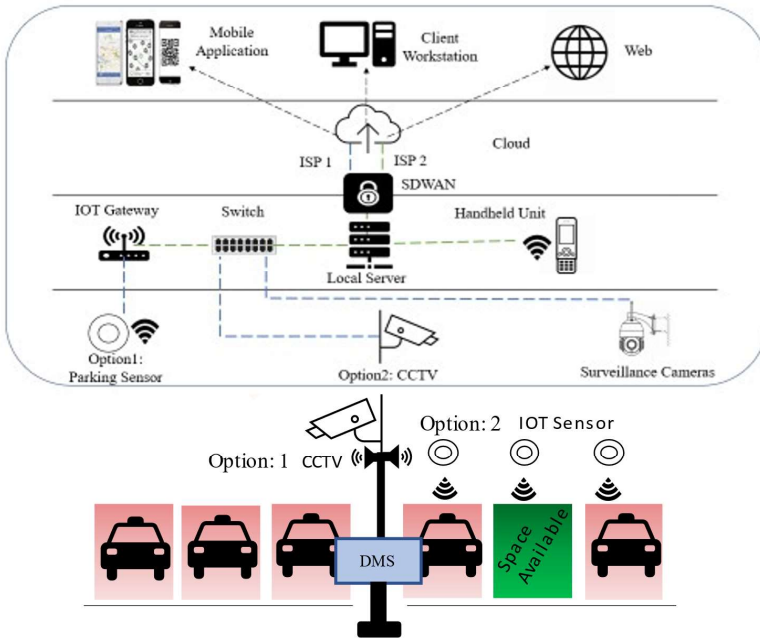 Mobile
Application
Client
Workstation
Web
Cloud
ISP 1
ISP 2
SDWAN
IOT Gateway
Switch
Handheld Unit
Local Server
Option1:
Parking Sensor
Option2: CCTV
Surveillance Cameras
Option: 2 IOT Sensor
Option: 1 CCTV
DMS
Space
Available